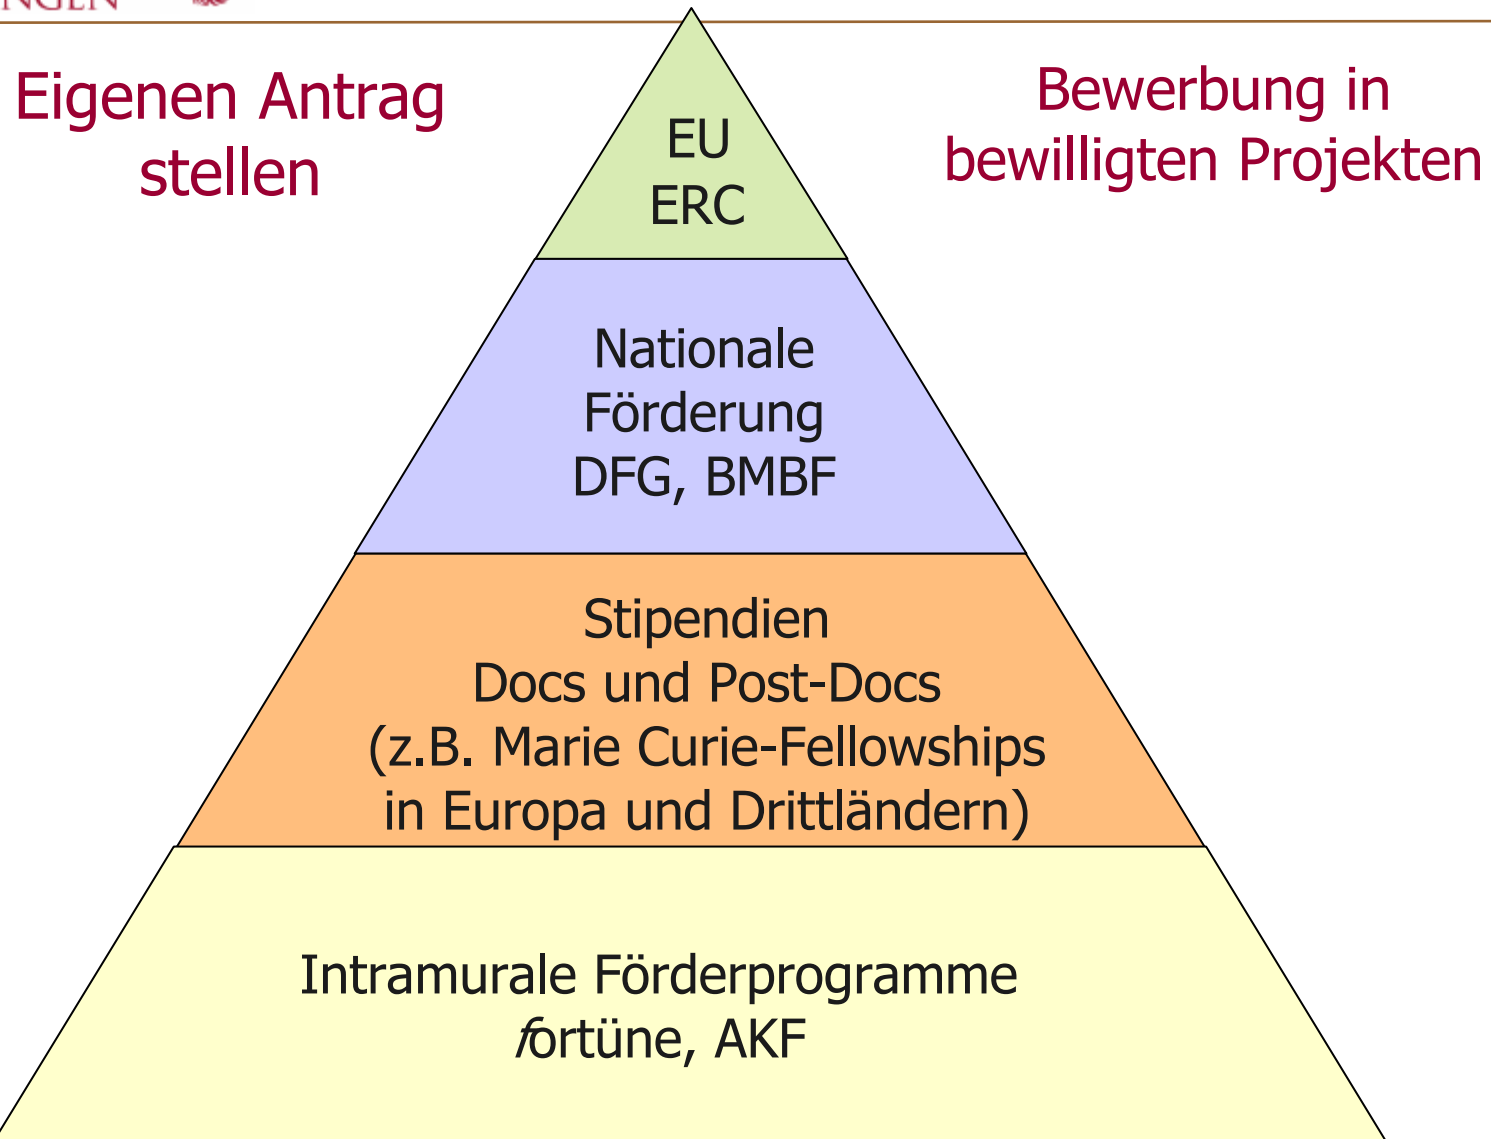 Eigenen Antrag
stellen
Bewerbung in
bewilligten Projekten
EU
ERC
Nationale
Förderung
DFG, BMBF
Stipendien
Docs und Post-Docs
(z.B. Marie Curie-Fellowships
in Europa und Drittländern)
Intramurale Förderprogramme
fortüne, AKF